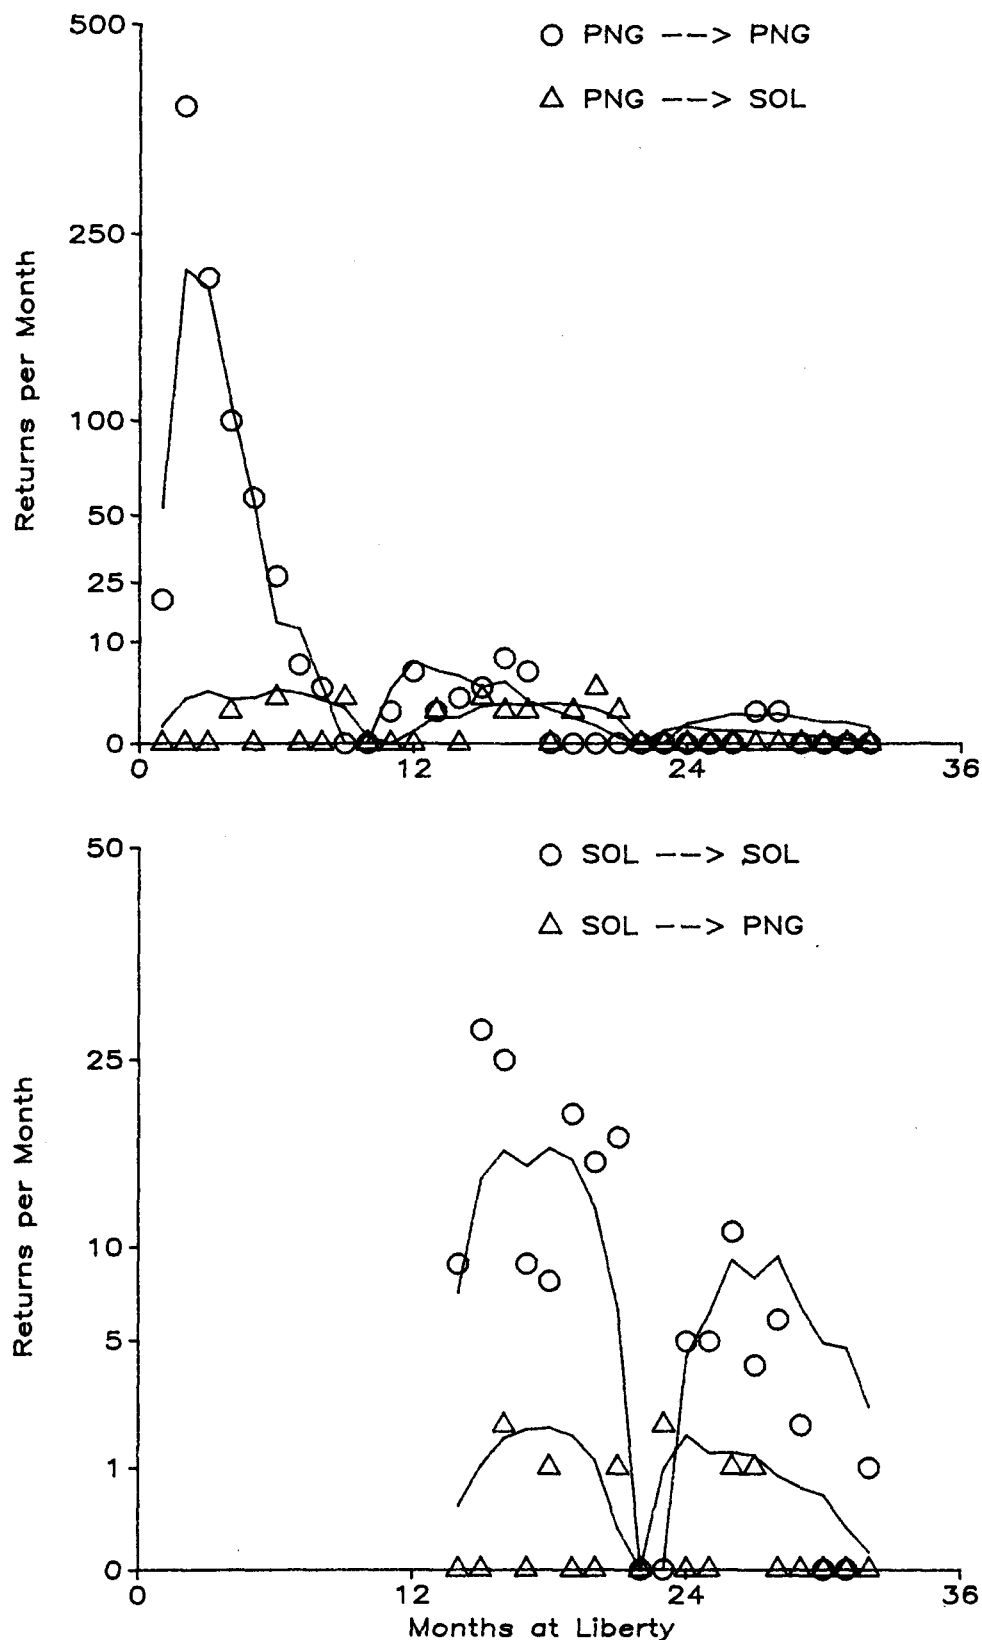 500
PNG --> PNG
PNG --> SOL
250
100
50
25
10
0
Returns per Month
0 12 24 36
50
SOL --> SOL
SOL --> PNG
25
10
5
1
0
Returns per Month
0 12 24 36
Months at Liberty